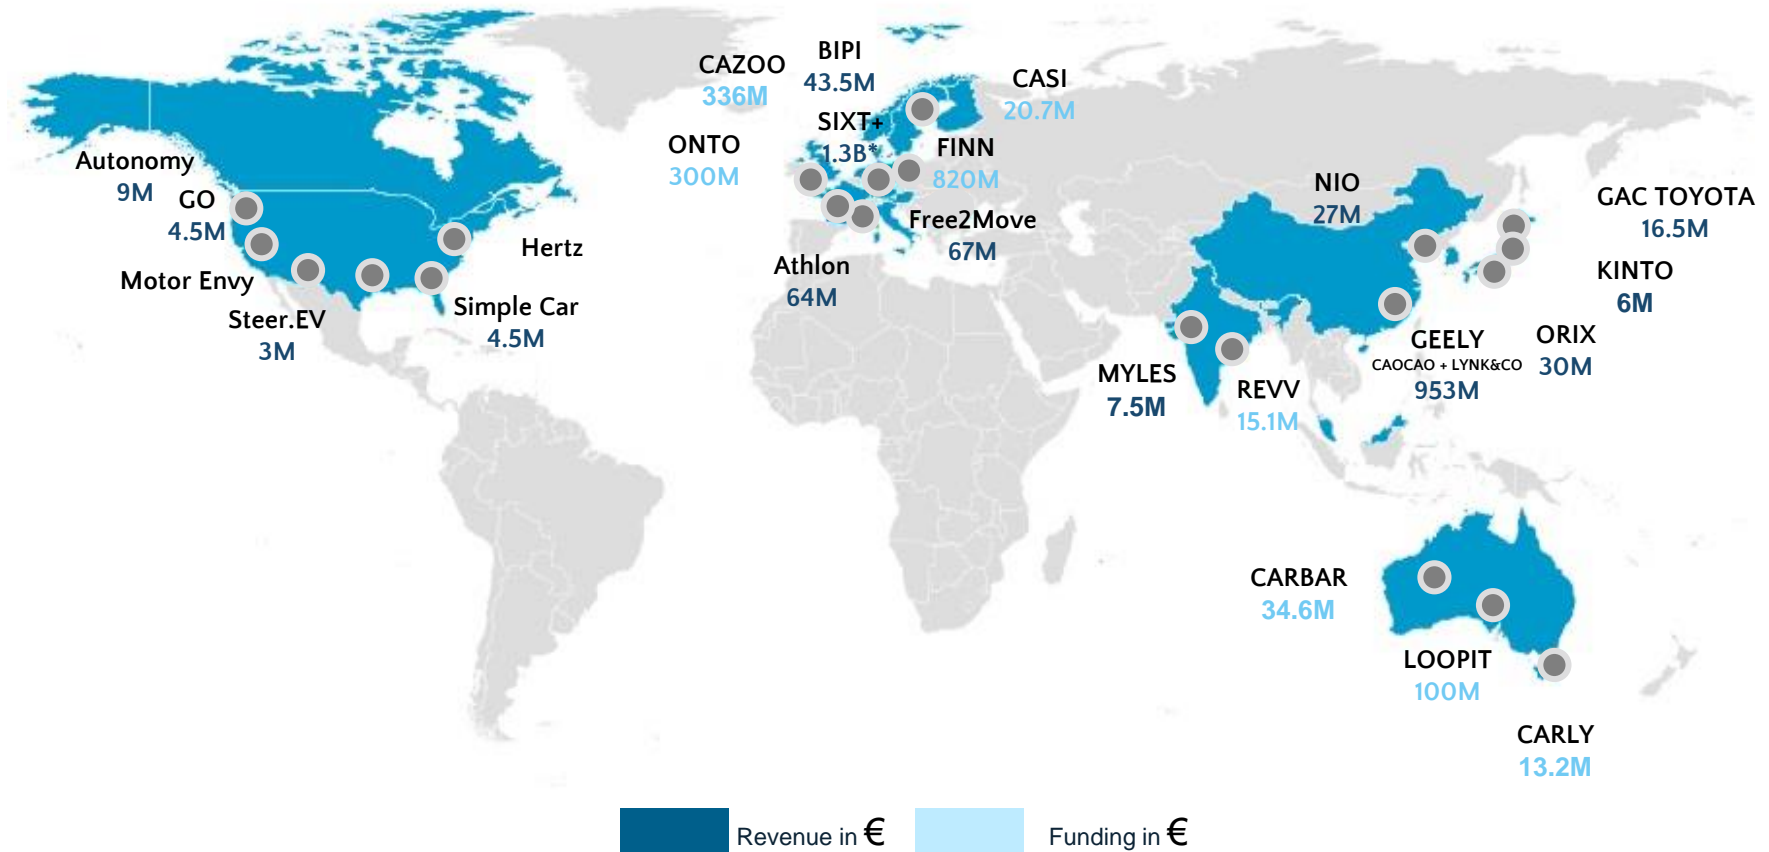 CAZOO
336M
BIPI
43.5M
CASI
20.7M
SIXT+
1.3B*
ONTO
300M
FINN
820M
Free2Move
67M
Athlon
64M
Autonomy
9M
GO
4.5M
Motor Envy
Steer.EV
3M
Hertz
Simple Car
4.5M
NIO
27M
GAC TOYOTA
16.5M
KINTO
6M
ORIX
30M
GEELY
CAOCAO + LYNK&CO
953M
MYLES
7.5M
REVV
15.1M
CARBAR
34.6M
LOOPIT
100M
CARLY
13.2M
Revenue in €
Funding in €